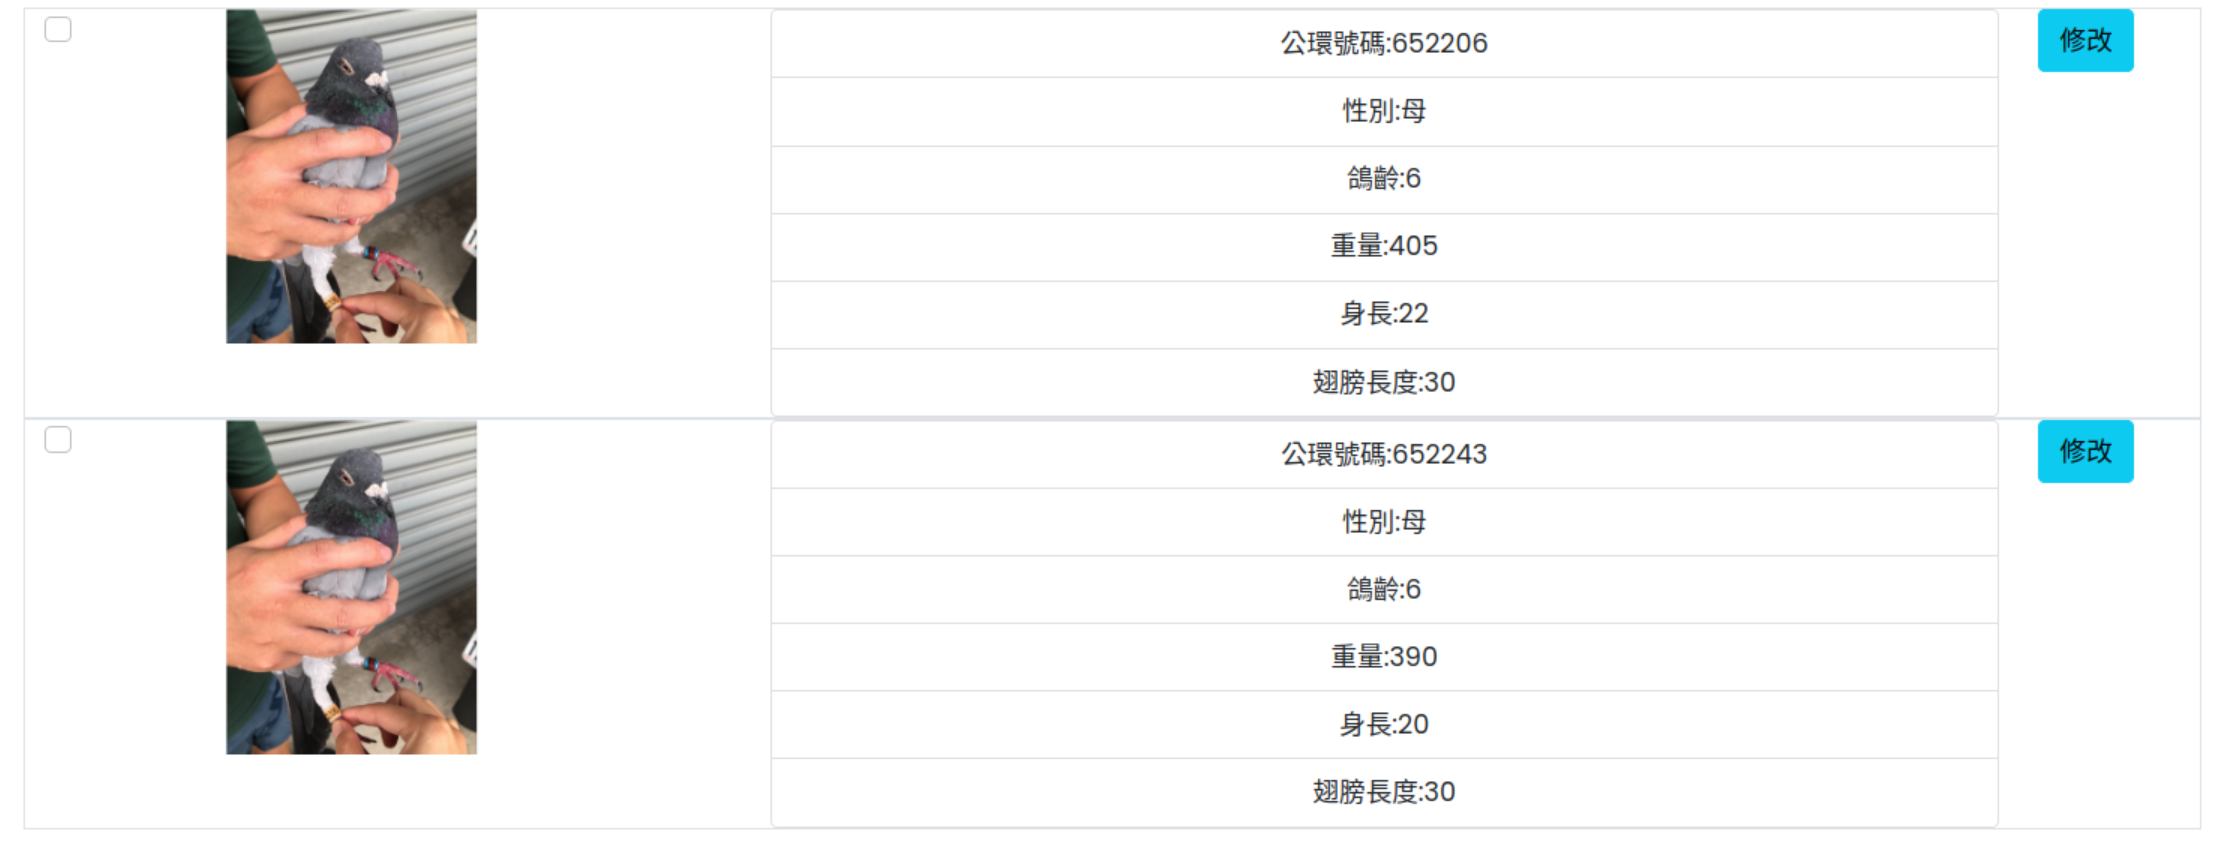 公環號碼:652206
修改
性別:母
鴿齡:6
重量:405
身長:22
翅膀長度:30
公環號碼:652243
修改
性別:母
鴿齡:6
重量:390
身長:20
翅膀長度:30